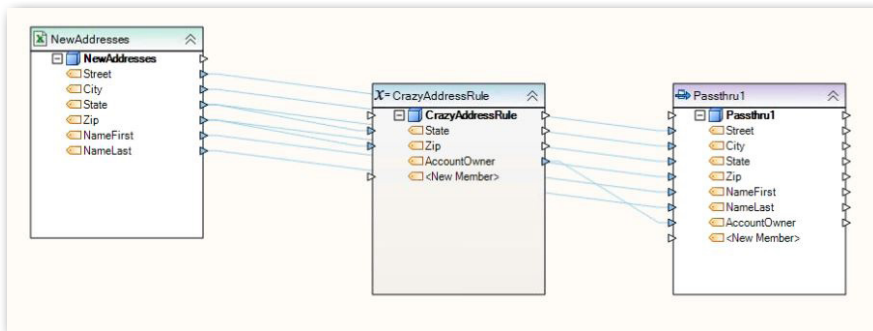 NewAddresses
NewAddresses
Street
City
State
Zip
NameFirst
NameLast
X= CrazyAddressRule
CrazyAddressRule
State
Zip
AccountOwner
<New Member>
Passthru1
Passthru1
Street
City
State
Zip
NameFirst
NameLast
AccountOwner
<New Member>